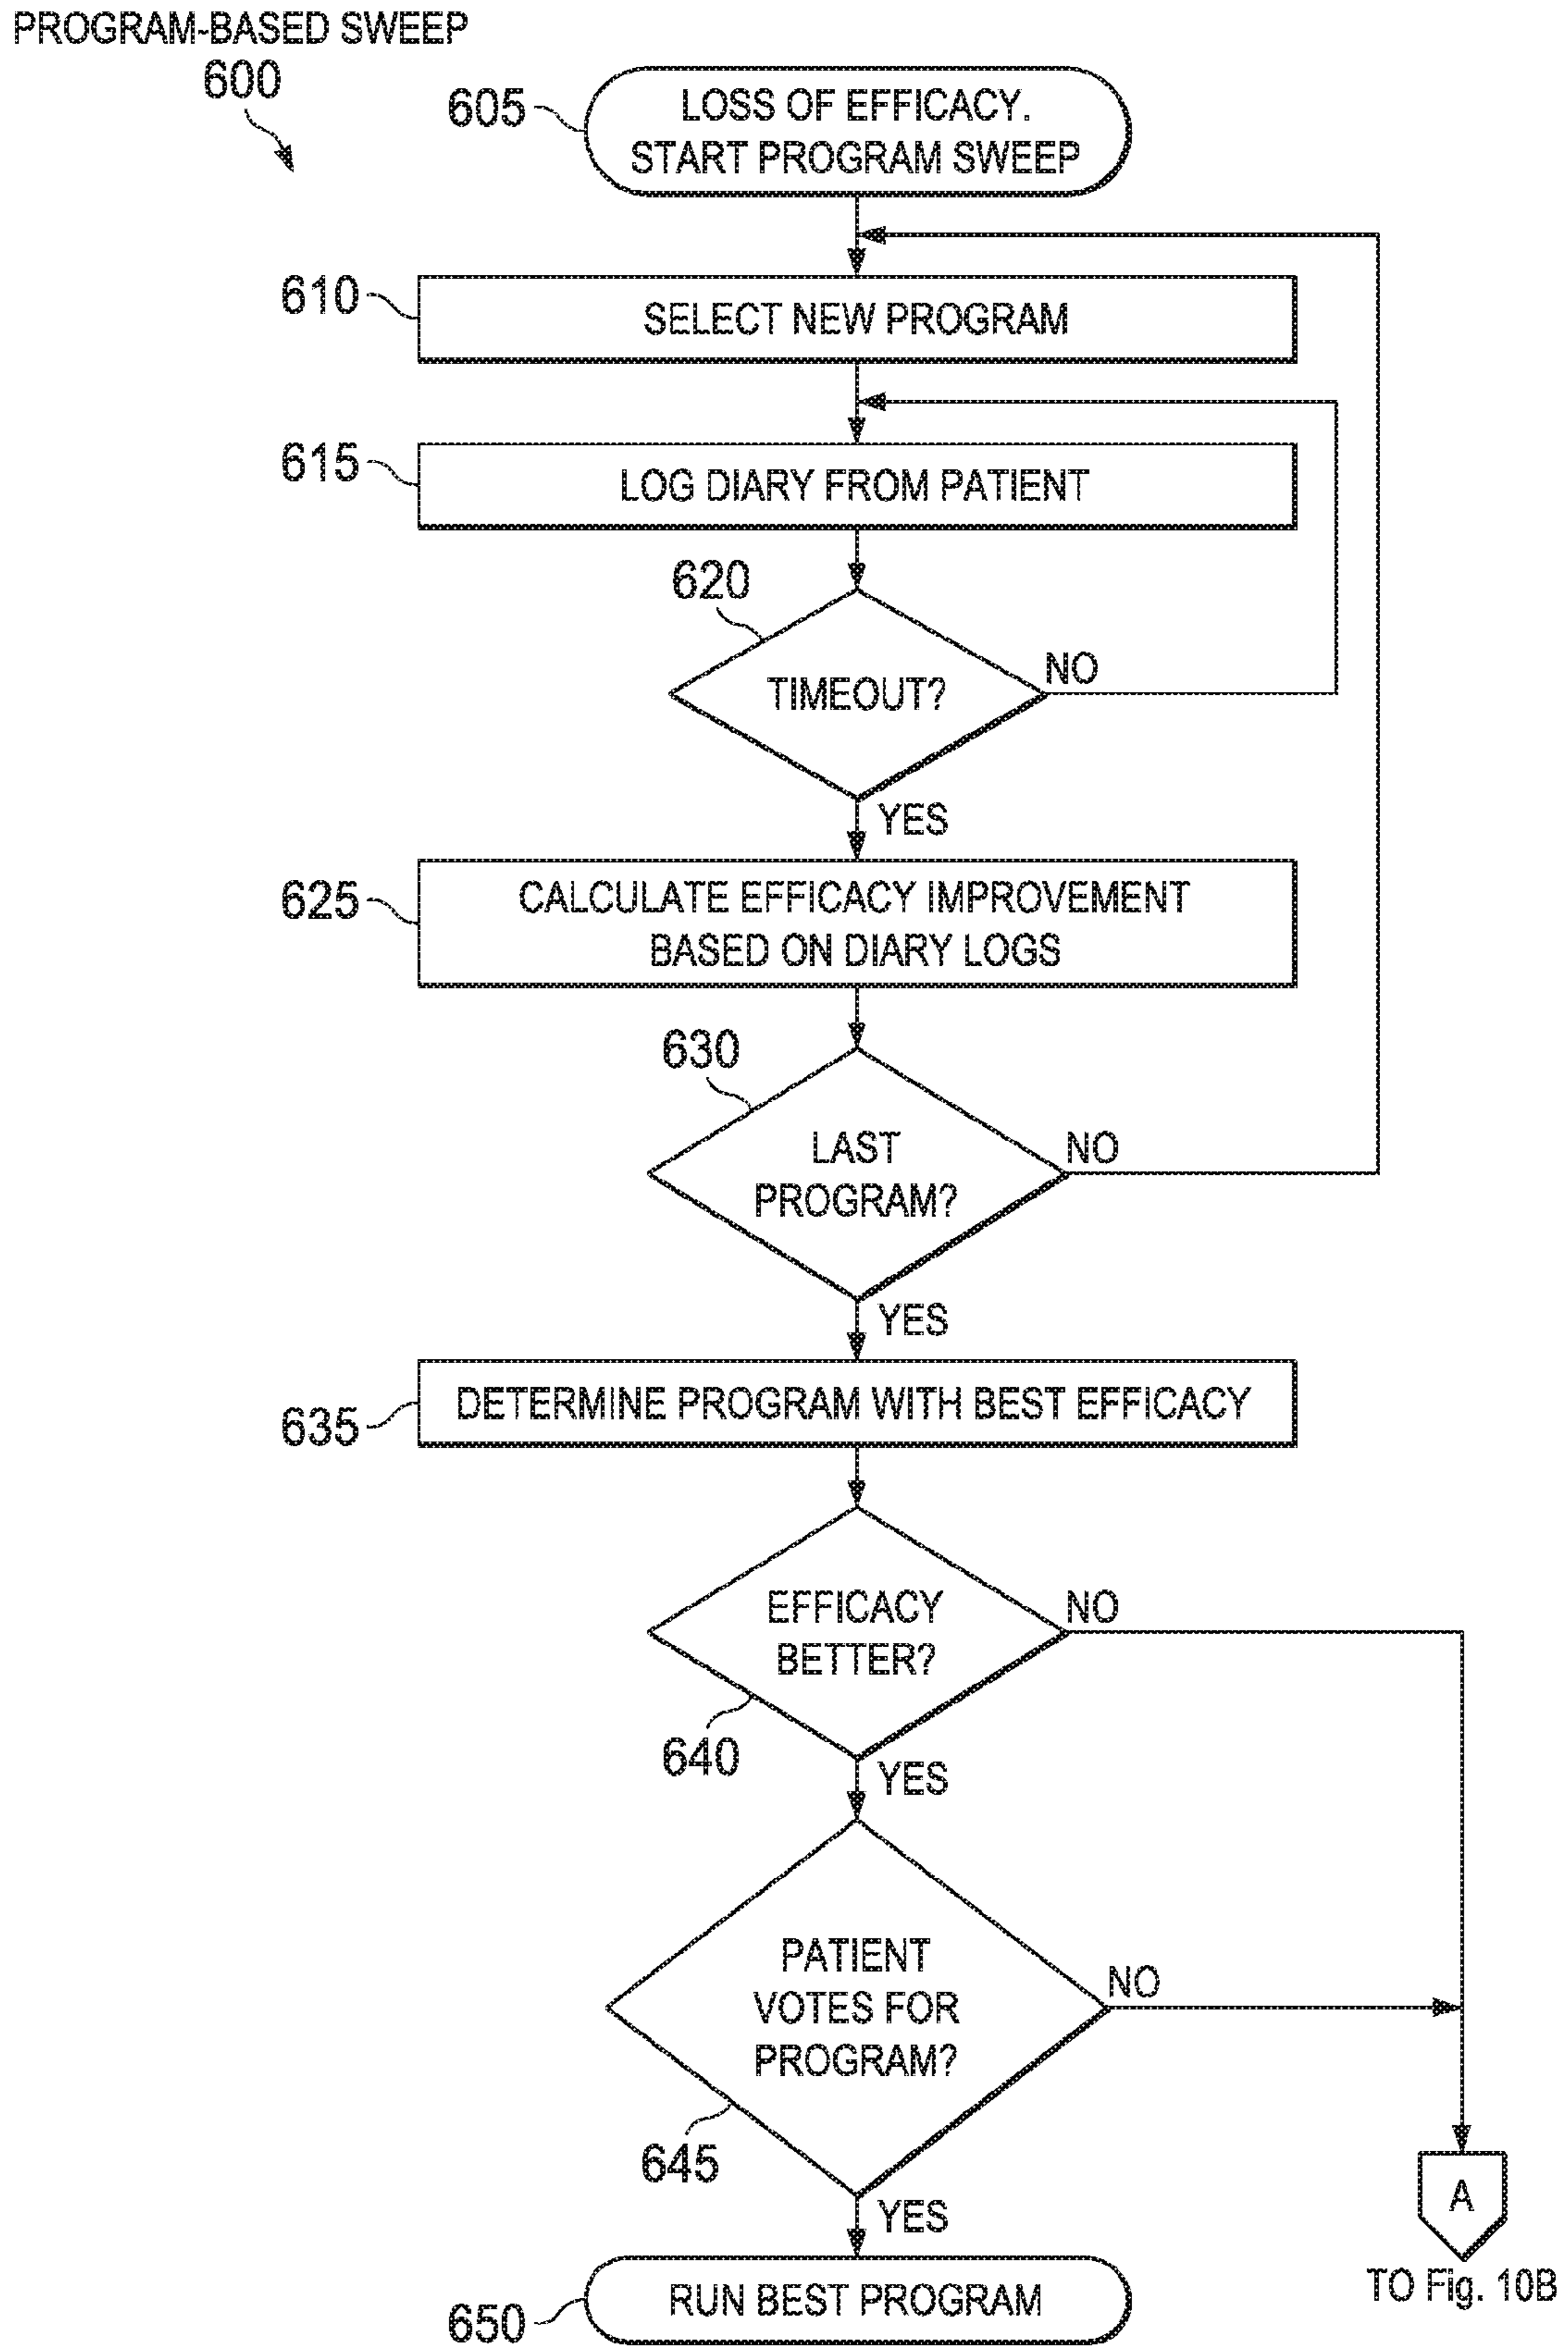 PROGRAM-BASED SWEEP
600
605
LOSS OF EFFICACY.
START PROGRAM SWEEP
610
SELECT NEW PROGRAM
615
LOG DIARY FROM PATIENT
620
TIMEOUT?
NO
YES
625
CALCULATE EFFICACY IMPROVEMENT
BASED ON DIARY LOGS
630
LAST
PROGRAM?
NO
YES
635
DETERMINE PROGRAM WITH BEST EFFICACY
EFFICACY
BETTER?
NO
640
YES
PATIENT
VOTES FOR
PROGRAM?
NO
645
YES
A
TO Fig. 10B
650
RUN BEST PROGRAM